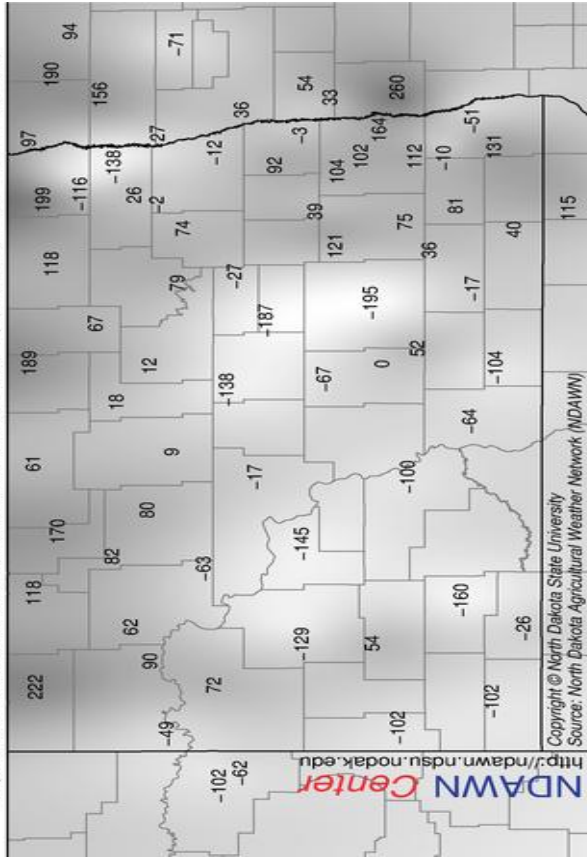 222 118 170 61 189 118 199 97 190 94
67 -116 156
82 18 -138
62 26
90 80 12 -2 27
-49 9 79 74 -71
72 -63 -12
-102 -62 -138 -27 36
-17 -187 92
-129 -145 -3 54
-67 39 33
121 104
54 0 -195 102 164
-102 -100 52 75 112 260
36 -10
-160 -64 -17 81 -51
-102 -104 131
-26 40
115
NDAWN Center
http://ndawn.ndsu.nodak.edu
Copyright © North Dakota State University
Source: North Dakota Agricultural Weather Network (NDAWN)